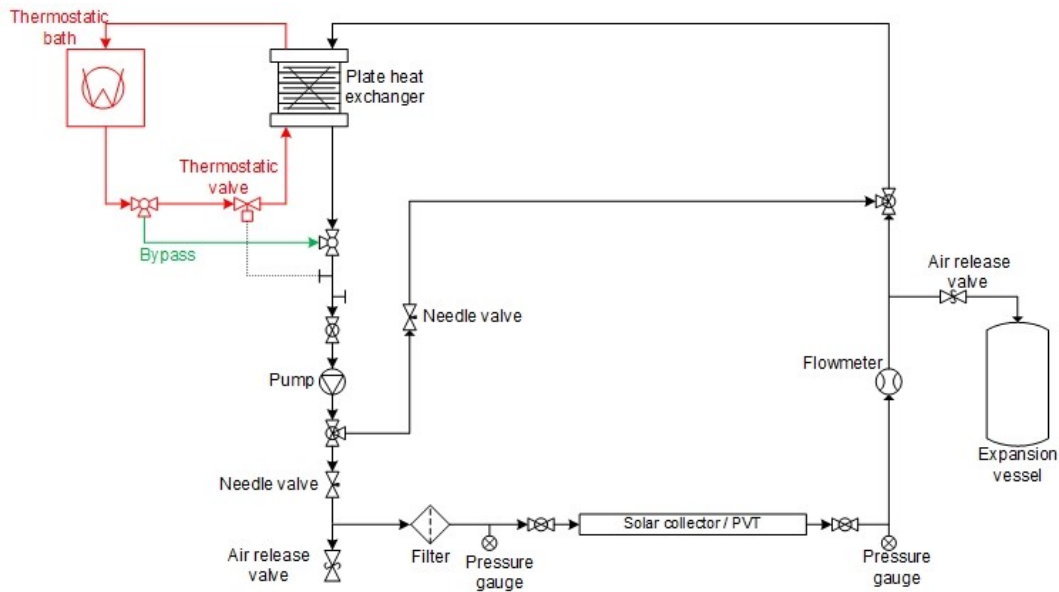 Thermostatic
bath
Plate heat
exchanger
Thermostatic
valve
Bypass
Air release
valve
Needle valve
Flowmeter
Pump
Expansion
vessel
Needle valve
Solar collector / PVT
Air release
valve
Filter
Pressure
gauge
Pressure
gauge